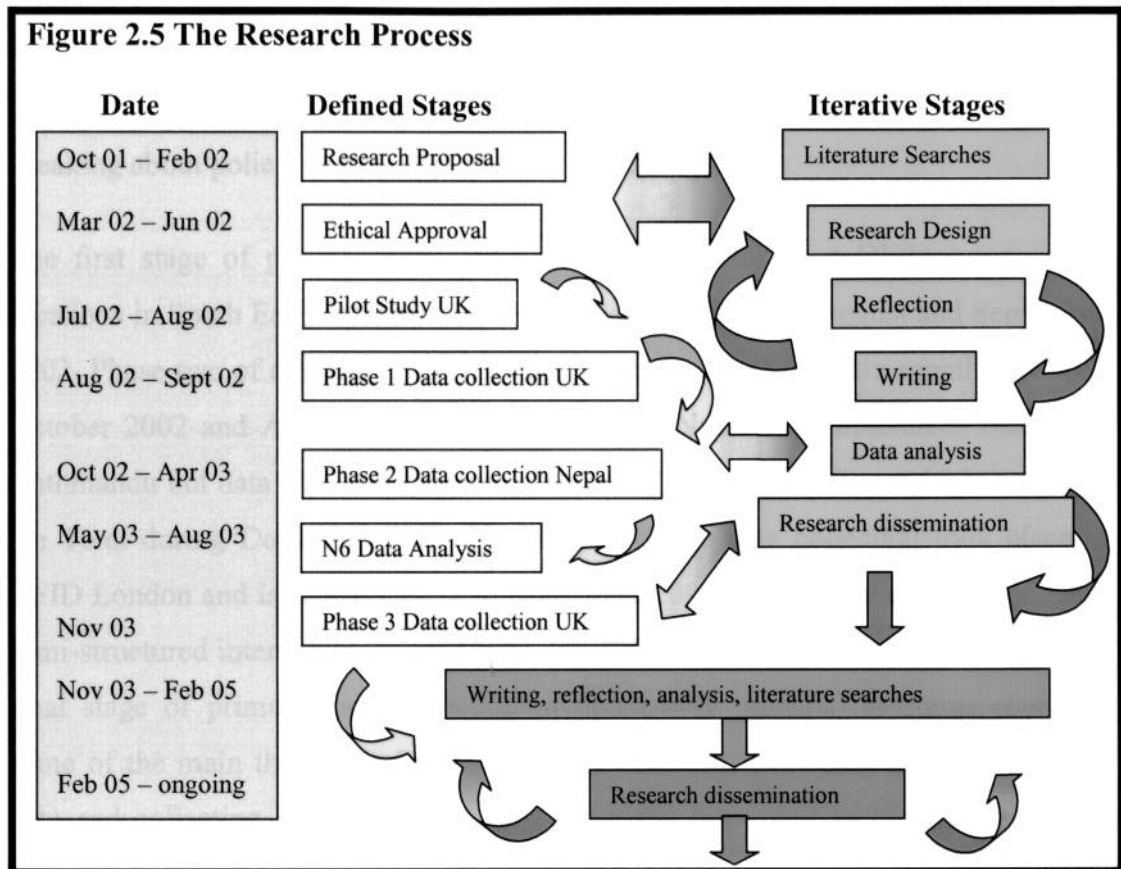 Figure 2.5 The Research Process
Date Defined Stages Iterative Stages
Oct 01 – Feb 02 Research Proposal Literature Searches
Mar 02 – Jun 02 Ethical Approval Research Design
Jul 02 – Aug 02 Pilot Study UK Reflection
Aug 02 – Sept 02 Phase 1 Data collection UK Writing
Oct 02 – Apr 03 Phase 2 Data collection Nepal Data analysis
May 03 – Aug 03 N6 Data Analysis Research dissemination
Nov 03 Phase 3 Data collection UK
Nov 03 – Feb 05 Writing, reflection, analysis, literature searches
Feb 05 – ongoing Research dissemination